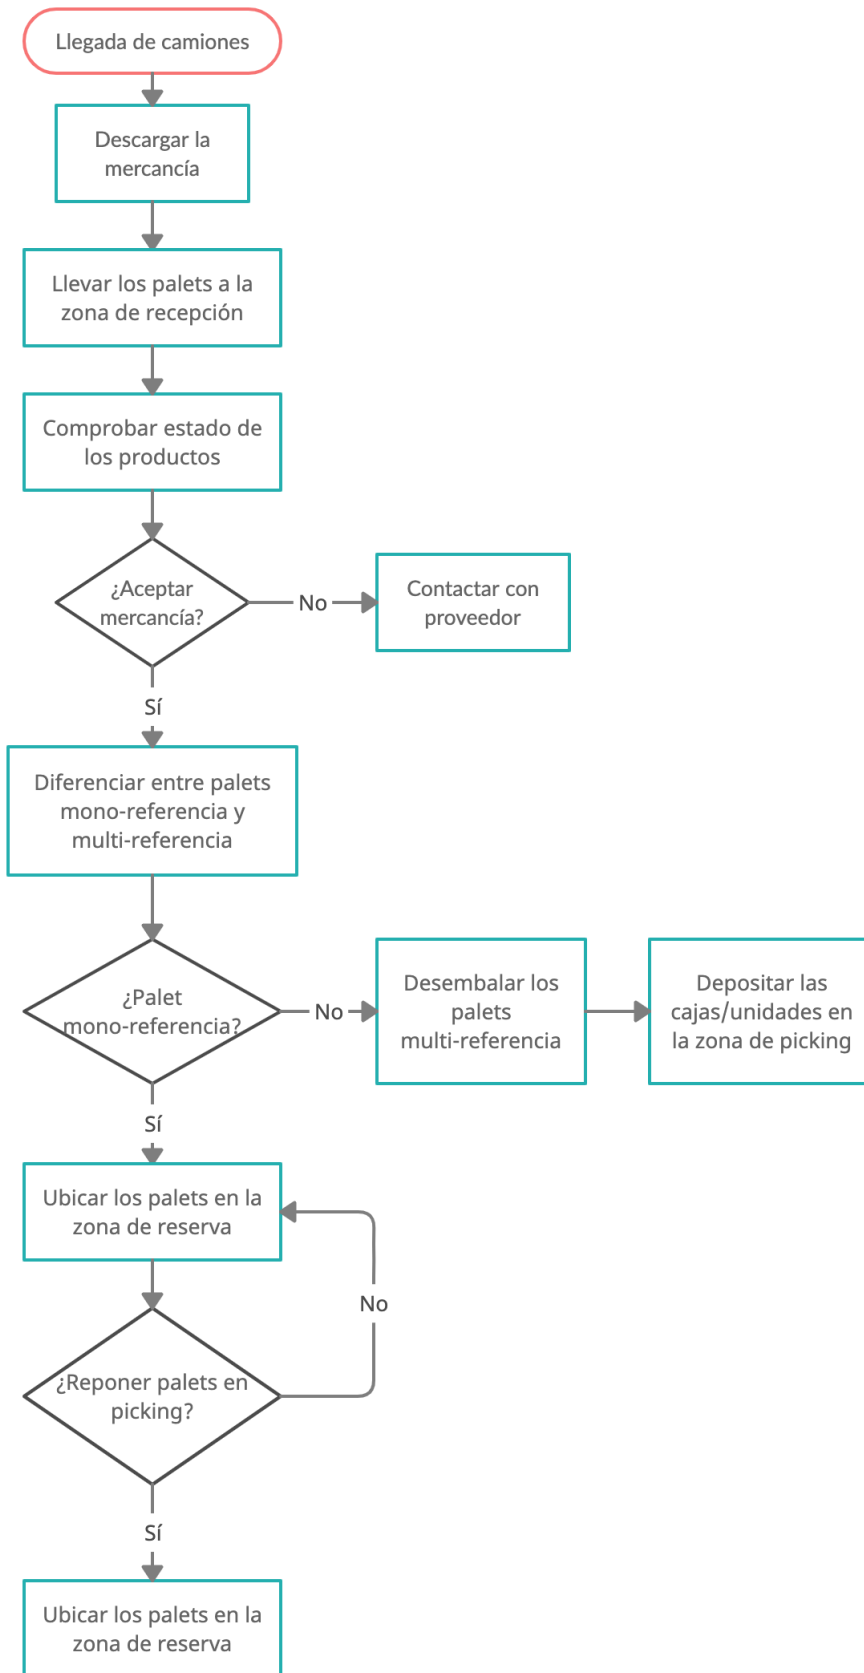 Llegada de camiones
Descargar la
mercancía
Llevar los palets a la
zona de recepción
Comprobar estado de
los productos
¿Aceptar
mercancía?
No
Contactar con
proveedor
Sí
Diferenciar entre palets
mono-referencia y
multi-referencia
¿Palet
mono-referencia?
No
Desembalar los
palets
multi-referencia
Depositar las
cajas/unidades en
la zona de picking
Sí
Ubicar los palets en la
zona de reserva
No
¿Reponer palets en
picking?
Sí
Ubicar los palets en la
zona de reserva